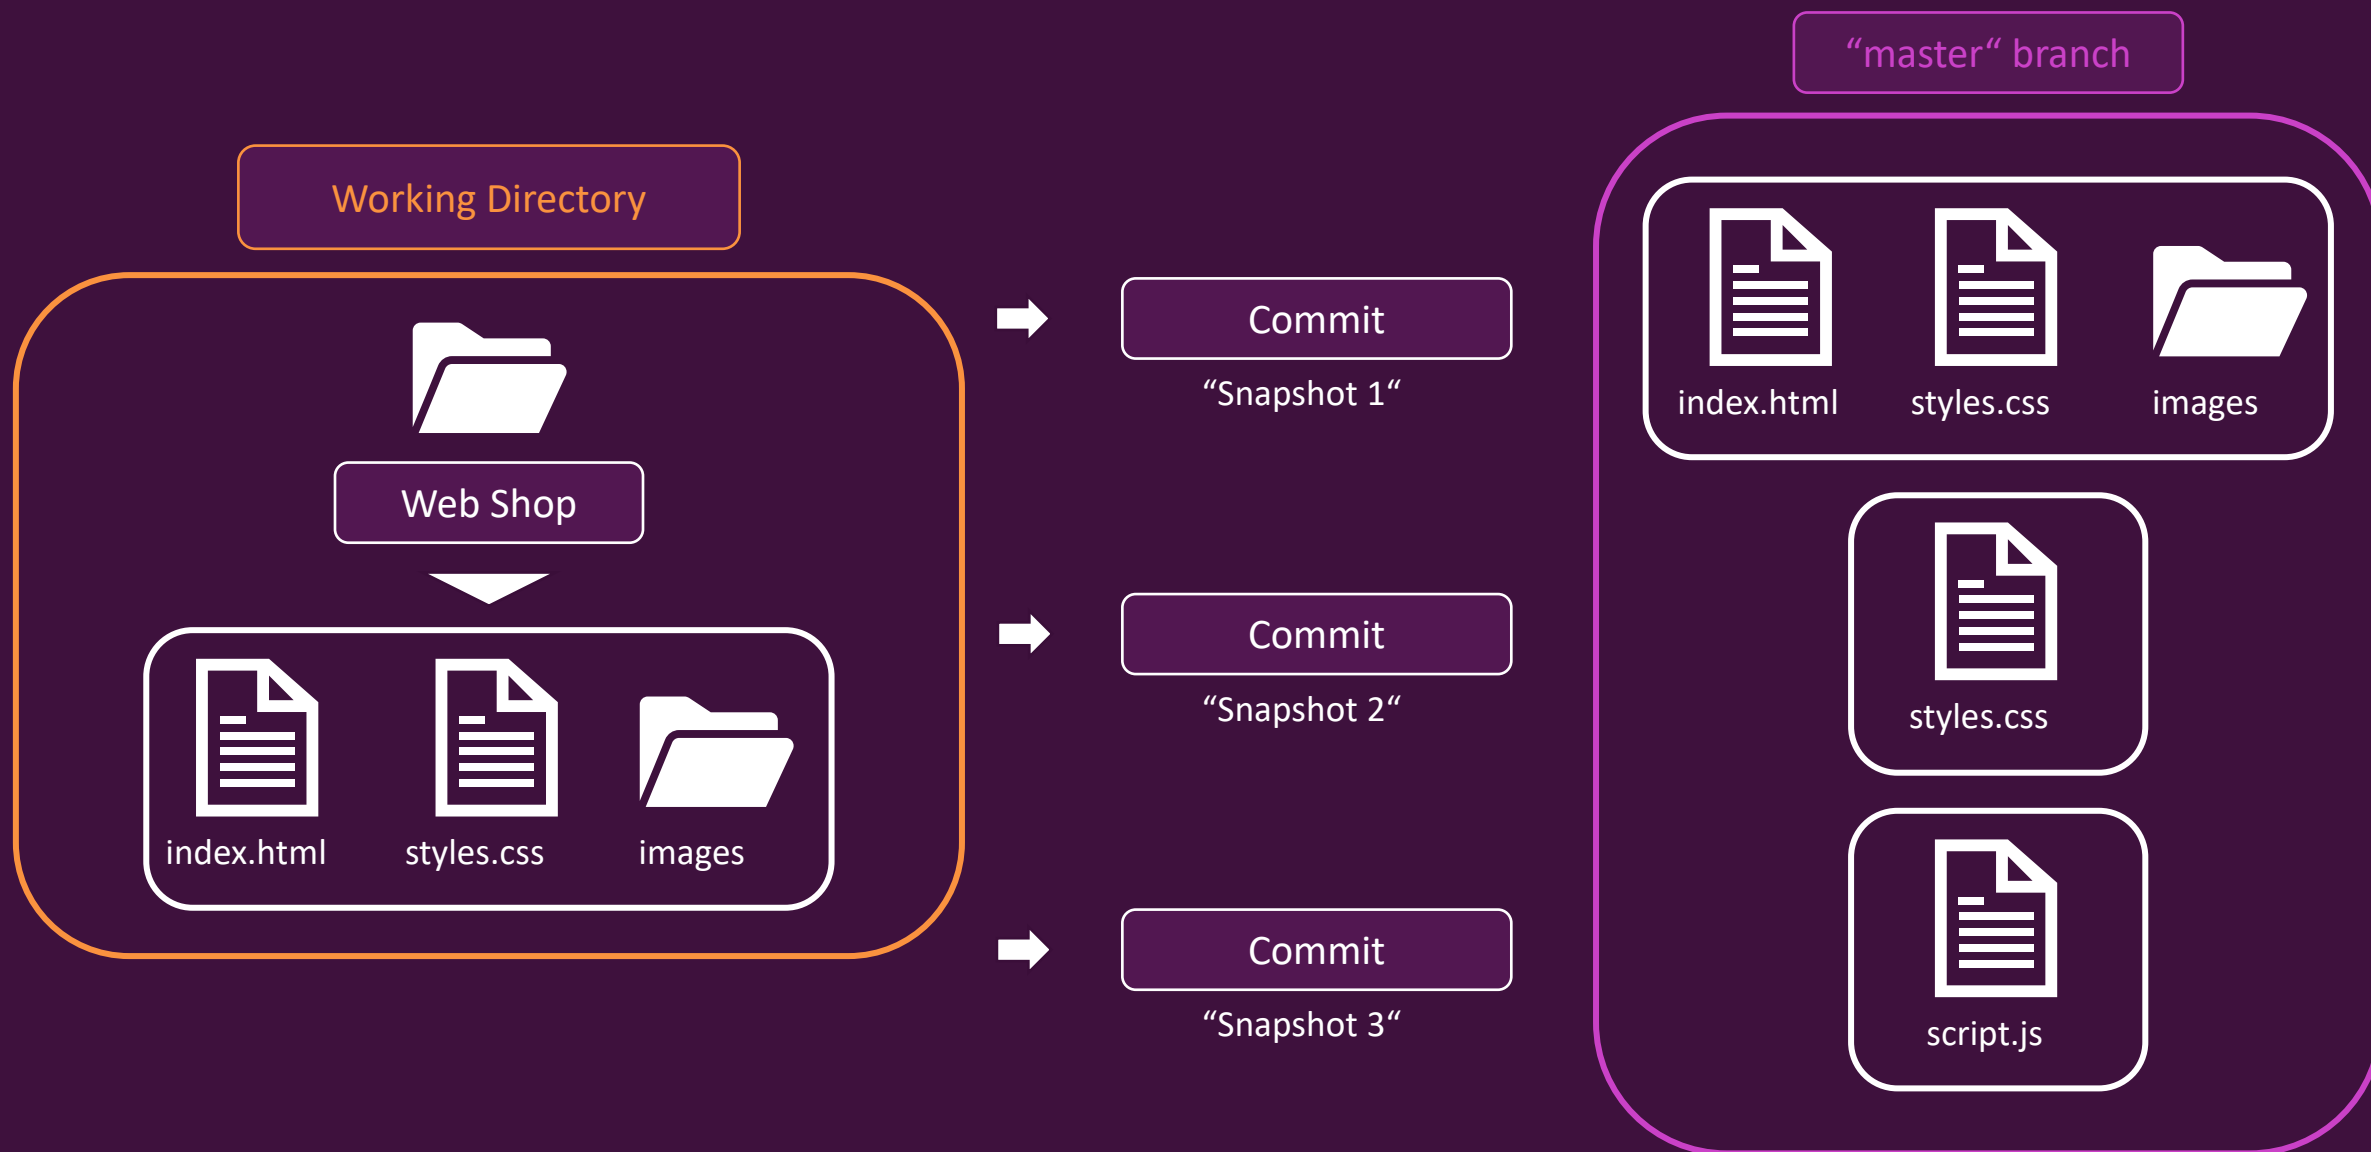 “master“ branch
Working Directory
Web Shop
index.html
styles.css
images
Commit
“Snapshot 1“
Commit
“Snapshot 2“
Commit
“Snapshot 3“
index.html
styles.css
images
styles.css
script.js